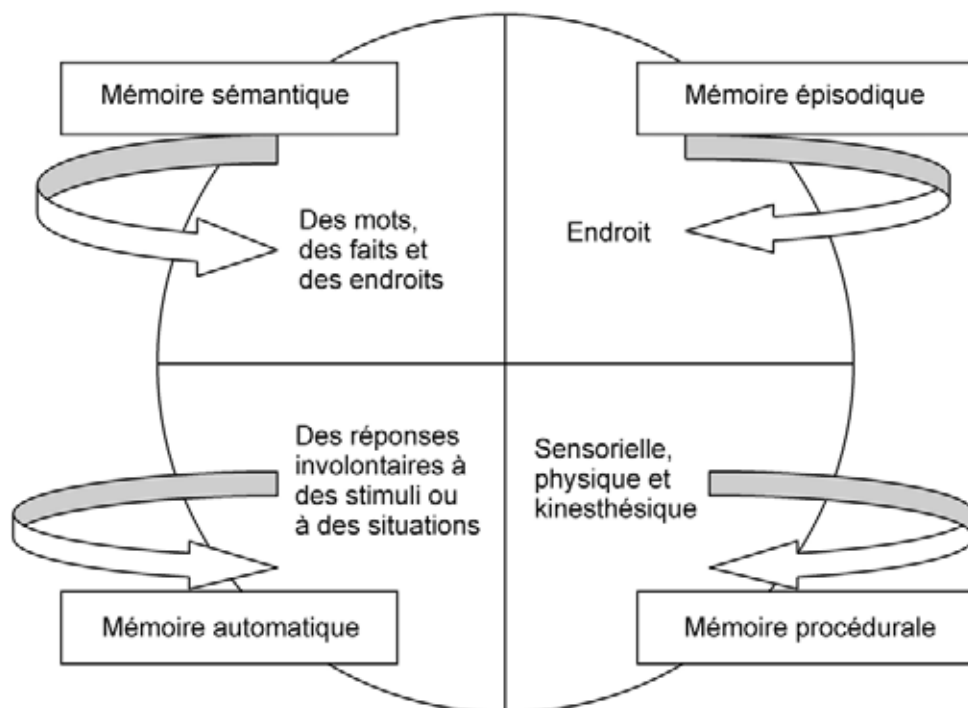 Mémoire sémantique
Mémoire épisodique
Des mots,
des faits et
des endroits
Endroit
Des réponses
involontaires à
des stimuli ou
à des situations
Sensorielle,
physique et
kinesthésique
Mémoire automatique
Mémoire procédurale